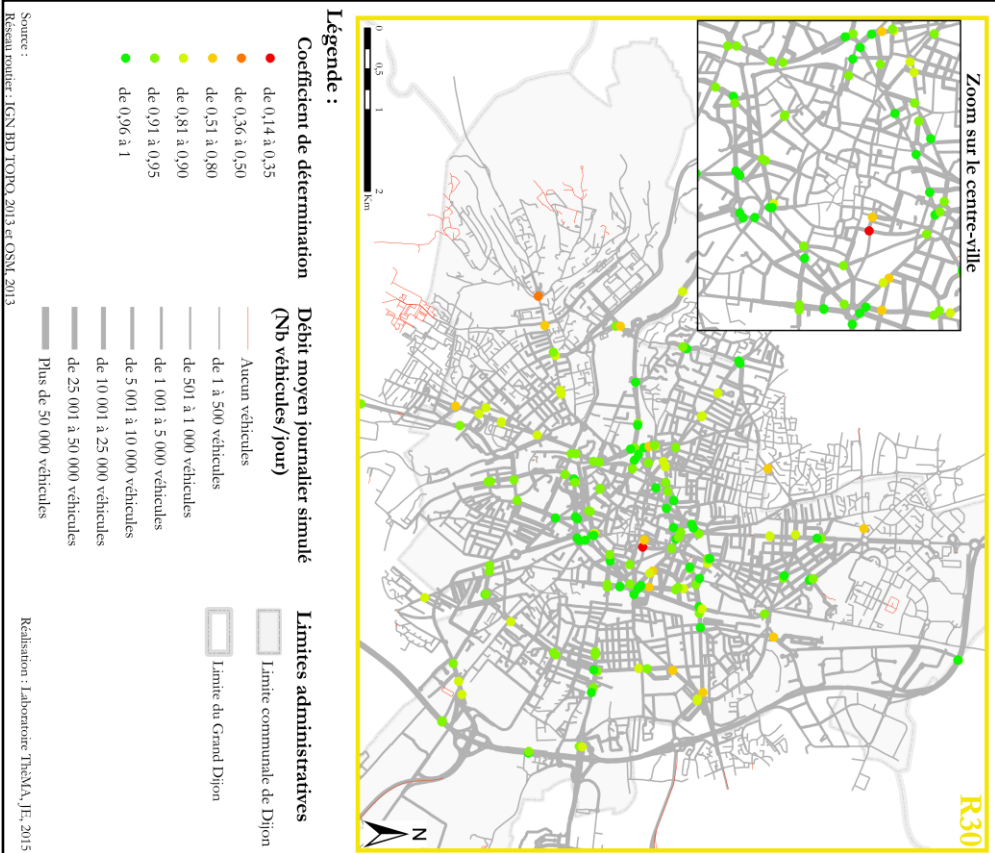 R30
Zoom sur le centre-ville
N
0 0,5 1 2
Km
Légende :
Coefficient de détermination
de 0,14 à 0,35
de 0,36 à 0,50
de 0,51 à 0,80
de 0,81 à 0,90
de 0,91 à 0,95
de 0,96 à 1
Débit moyen journalier simulé
(Nb véhicules/jour)
Aucun véhicules
de 1 à 500 véhicules
de 501 à 1 000 véhicules
de 1 001 à 5 000 véhicules
de 5 001 à 10 000 véhicules
de 10 001 à 25 000 véhicules
de 25 001 à 50 000 véhicules
Plus de 50 000 véhicules
Limites administratives
Limite communale de Dijon
Limite du Grand Dijon
Source :
Réseau routier : IGN BD TOPO, 2013 et OSM, 2013
Réalisation : Laboratoire ThéMA, JE, 2015